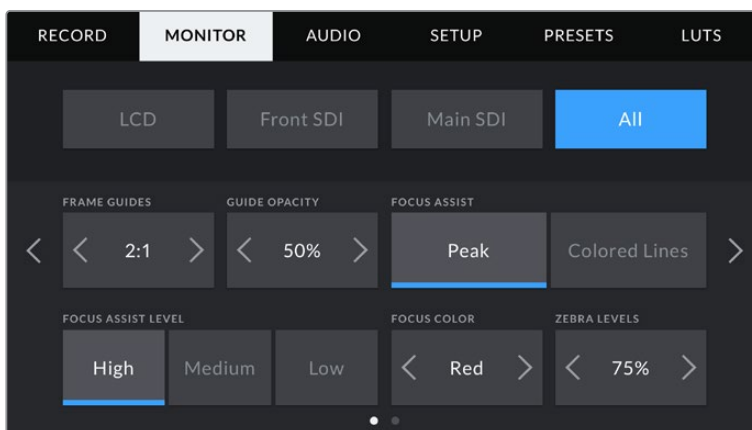 RECORD MONITOR AUDIO SETUP PRESETS LUTS
LCD Front SDI Main SDI All
FRAME GUIDES GUIDE OPACITY FOCUS ASSIST
2:1 50% Peak Colored Lines
FOCUS ASSIST LEVEL FOCUS COLOR ZEBRA LEVELS
High Medium Low Red 75%